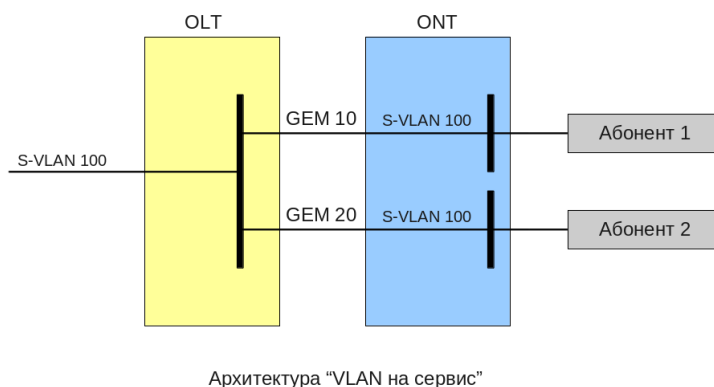 OLT
ONT
GEM 10
S-VLAN 100
Абонент 1
S-VLAN 100
GEM 20
S-VLAN 100
Абонент 2
Архитектура “VLAN на сервис”